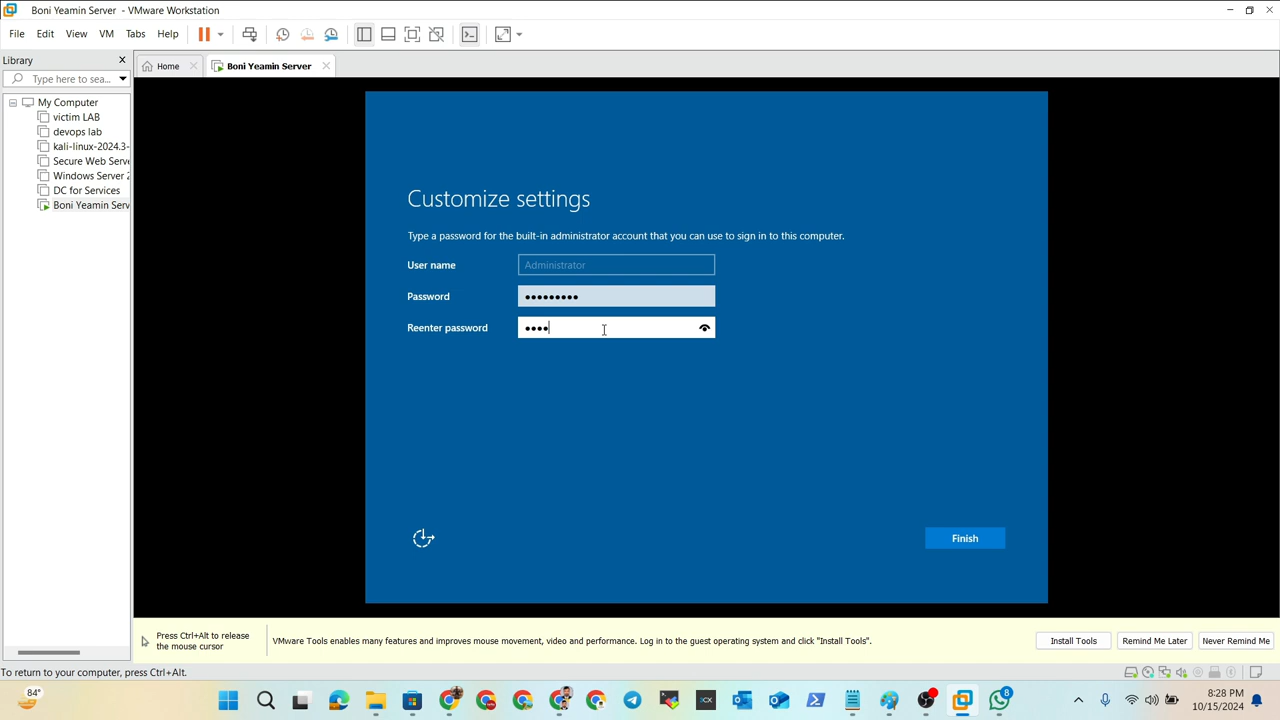 Boni Yeamin Server - VMware Workstation
File Edit View VM Tabs Help
Library
Type here to sea...
Home
Boni Yeamin Server
My Computer
victim LAB
devops lab
kali-linux-2024.3-
Secure Web Serve
Windows Server 2
DC for Services
Boni Yeamin Serv
Customize settings
Type a password for the built-in administrator account that you can use to sign in to this computer.
User name Administrator
Password •••••••••
Reenter password ••••
Finish
Press Ctrl+Alt to release
the mouse cursor
VMware Tools enables many features and improves mouse movement, video and performance. Log in to the guest operating system and click "Install Tools".
Install Tools Remind Me Later Never Remind Me
To return to your computer, press Ctrl+Alt.
84°
8
8:28 PM
10/15/2024